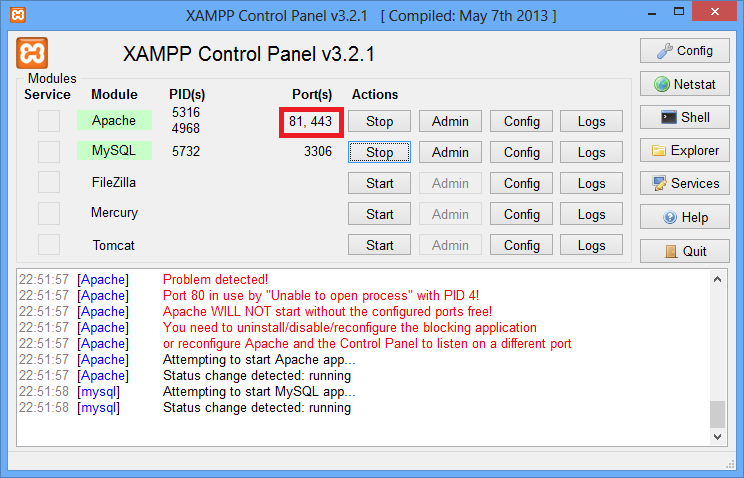 XAMPP Control Panel v3.2.1 [ Compiled: May 7th 2013 ]
XAMPP Control Panel v3.2.1
Config
Modules
Service Module PID(s) Port(s) Actions
Netstat
Apache 5316 4968 81, 443 Stop Admin Config Logs
Shell
MySQL 5732 3306 Stop Admin Config Logs
Explorer
FileZilla Start Admin Config Logs
Services
Mercury Start Admin Config Logs
Help
Tomcat Start Admin Config Logs
Quit
22:51:57 [Apache] Problem detected!
22:51:57 [Apache] Port 80 in use by "Unable to open process" with PID 4!
22:51:57 [Apache] Apache WILL NOT start without the configured ports free!
22:51:57 [Apache] You need to uninstall/disable/reconfigure the blocking application
22:51:57 [Apache] or reconfigure Apache and the Control Panel to listen on a different port
22:51:57 [Apache] Attempting to start Apache app...
22:51:57 [Apache] Status change detected: running
22:51:58 [mysql] Attempting to start MySQL app...
22:51:58 [mysql] Status change detected: running